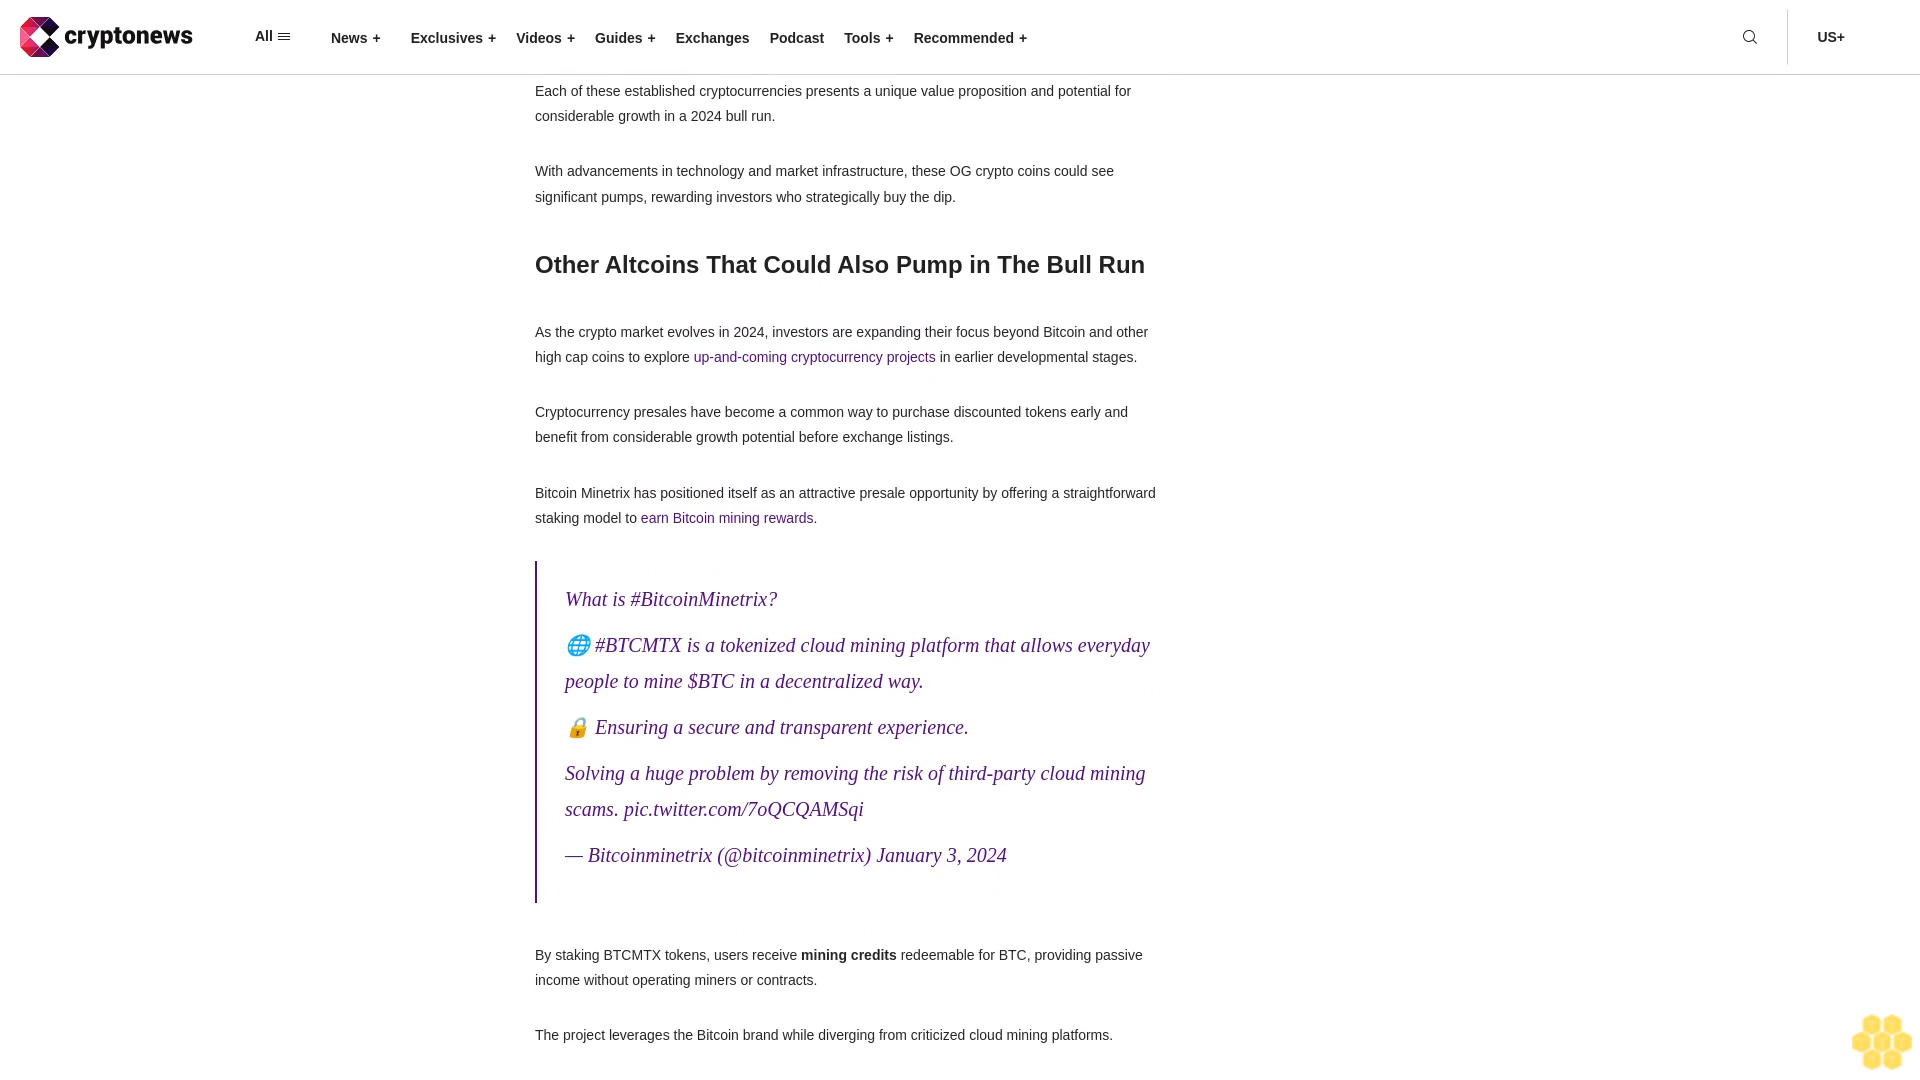 cryptonews
All
News +
Exclusives +
Videos +
Guides +
Exchanges
Podcast
Tools +
Recommended +
US+
Each of these established cryptocurrencies presents a unique value proposition and potential for
considerable growth in a 2024 bull run.
With advancements in technology and market infrastructure, these OG crypto coins could see
significant pumps, rewarding investors who strategically buy the dip.
Other Altcoins That Could Also Pump in The Bull Run
As the crypto market evolves in 2024, investors are expanding their focus beyond Bitcoin and other
high cap coins to explore up-and-coming cryptocurrency projects in earlier developmental stages.
Cryptocurrency presales have become a common way to purchase discounted tokens early and
benefit from considerable growth potential before exchange listings.
Bitcoin Minetrix has positioned itself as an attractive presale opportunity by offering a straightforward
staking model to earn Bitcoin mining rewards.
What is #BitcoinMinetrix?
🌐 #BTCMTX is a tokenized cloud mining platform that allows everyday
people to mine $BTC in a decentralized way.
🔒 Ensuring a secure and transparent experience.
Solving a huge problem by removing the risk of third-party cloud mining
scams. pic.twitter.com/7oQCQAMSqi
— Bitcoinminetrix (@bitcoinminetrix) January 3, 2024
By staking BTCMTX tokens, users receive mining credits redeemable for BTC, providing passive
income without operating miners or contracts.
The project leverages the Bitcoin brand while diverging from criticized cloud mining platforms.